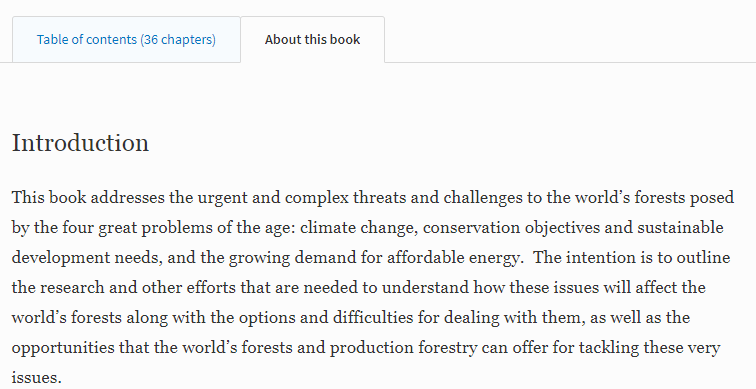 Table of contents (36 chapters)
About this book
Introduction
This book addresses the urgent and complex threats and challenges to the world’s forests posed
by the four great problems of the age: climate change, conservation objectives and sustainable
development needs, and the growing demand for affordable energy.  The intention is to outline
the research and other efforts that are needed to understand how these issues will affect the
world’s forests along with the options and difficulties for dealing with them, as well as the
opportunities that the world’s forests and production forestry can offer for tackling these very
issues.